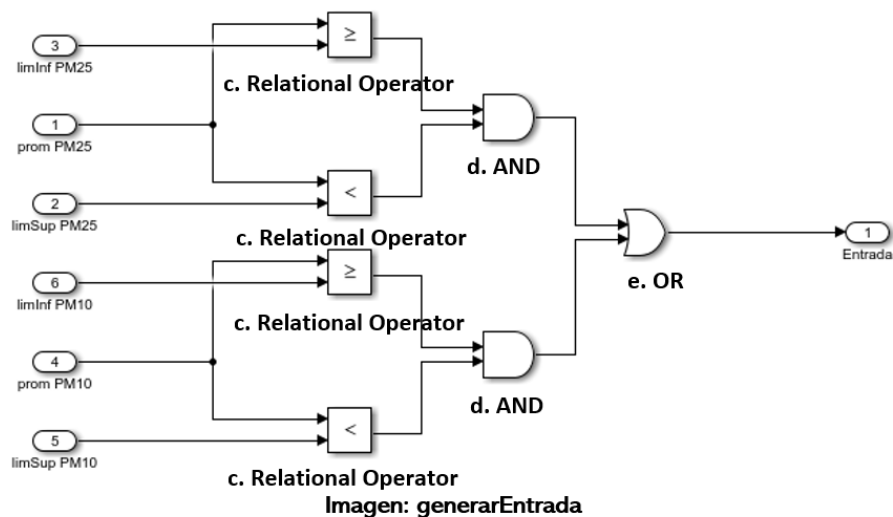 ≥
3
limInf PM25
c. Relational Operator
1
prom PM25
d. AND
<
2
limSup PM25
c. Relational Operator
1
Entrada
≥
6
limInf PM10
e. OR
c. Relational Operator
4
prom PM10
d. AND
<
5
limSup PM10
c. Relational Operator
Imagen: generarEntrada